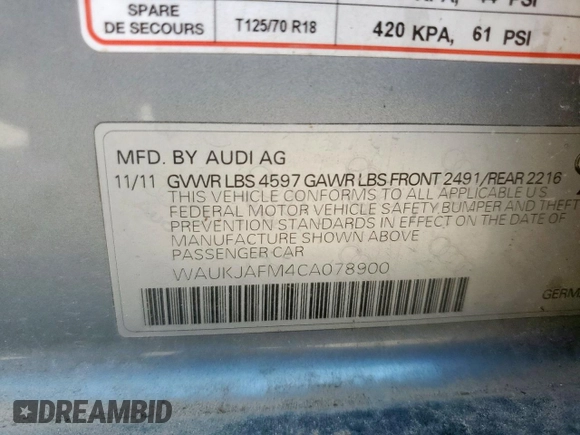 SPARE
DE SECOURS
T125/70 R18
420 KPA, 61 PSI
MFD. BY AUDI AG
11/11 GVWR LBS 4597 GAWR LBS FRONT 2491/REAR 2216
THIS VEHICLE CONFORMS TO ALL APPLICABLE U.S.
FEDERAL MOTOR VEHICLE SAFETY, BUMPER AND THEFT
PREVENTION STANDARDS IN EFFECT ON THE DATE OF
MANUFACTURE SHOWN ABOVE
PASSENGER CAR
WAUKJAFM4CA078900
GERM
DREAMBID